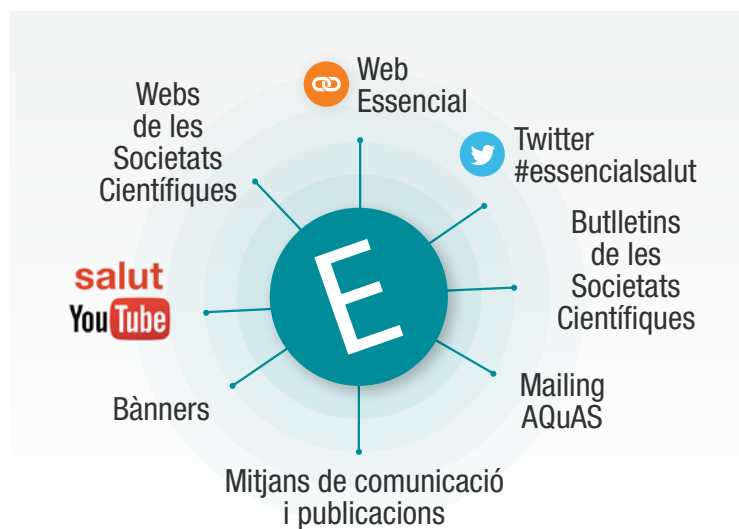 Web
Essencial
Twitter
#essencialsalut
Butlletins
de les
Societats
Científiques
Mailing
AQuAS
Mitjans de comunicació
i publicacions
Bànners
salut
YouTube
Webs
de les
Societats
Científiques
E